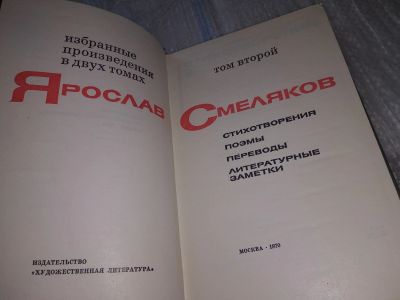 избранные
произведения
в двух томах
Ярослав
ИЗДАТЕЛЬСТВО
«ХУДОЖЕСТВЕННАЯ ЛИТЕРАТУРА»
том второй
Смеляков
СТИХОТВОРЕНИЯ
ПОЭМЫ
ПЕРЕВОДЫ
ЛИТЕРАТУРНЫЕ
ЗАМЕТКИ
МОСКВА · 1970